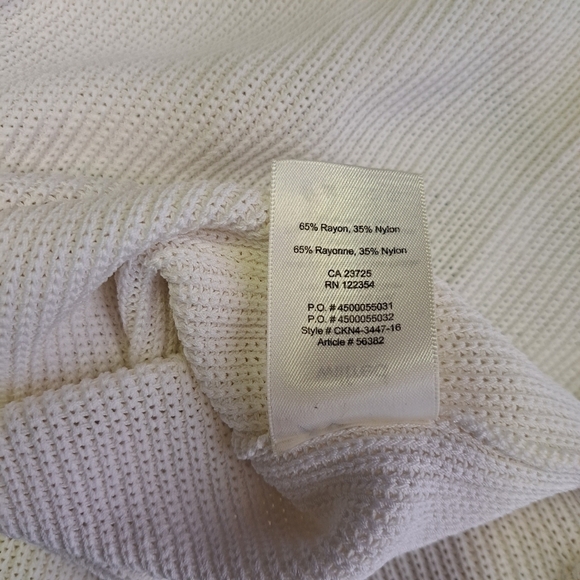 65% Rayon, 35% Nylon
65% Rayonne, 35% Nylon
CA 23725
RN 122354
P.O. # 4500055031
P.O. # 4500055032
Style # CKN4-3447-16
Article # 56382